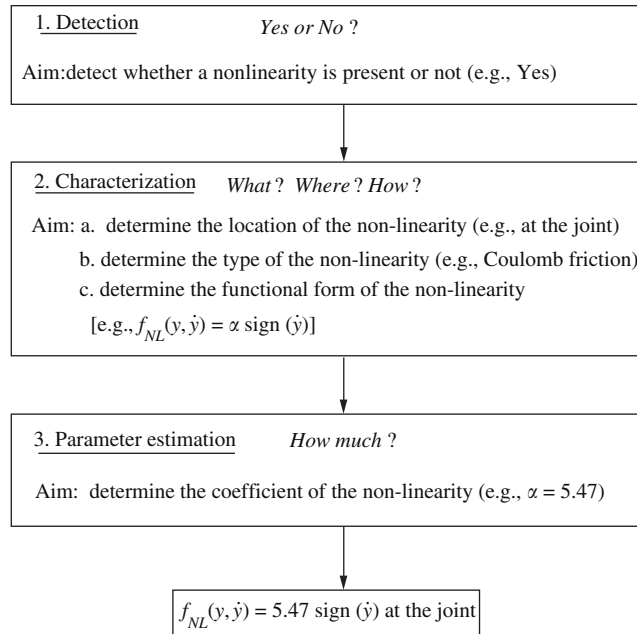 1. Detection Yes or No ?
Aim:detect whether a nonlinearity is present or not (e.g., Yes)
2. Characterization What ? Where ? How ?
Aim: a. determine the location of the non-linearity (e.g., at the joint)
b. determine the type of the non-linearity (e.g., Coulomb friction)
c. determine the functional form of the non-linearity
[e.g., f_NL(y, ẏ) = α sign (ẏ)]
3. Parameter estimation How much ?
Aim: determine the coefficient of the non-linearity (e.g., α = 5.47)
f_NL(y, ẏ) = 5.47 sign (ẏ) at the joint